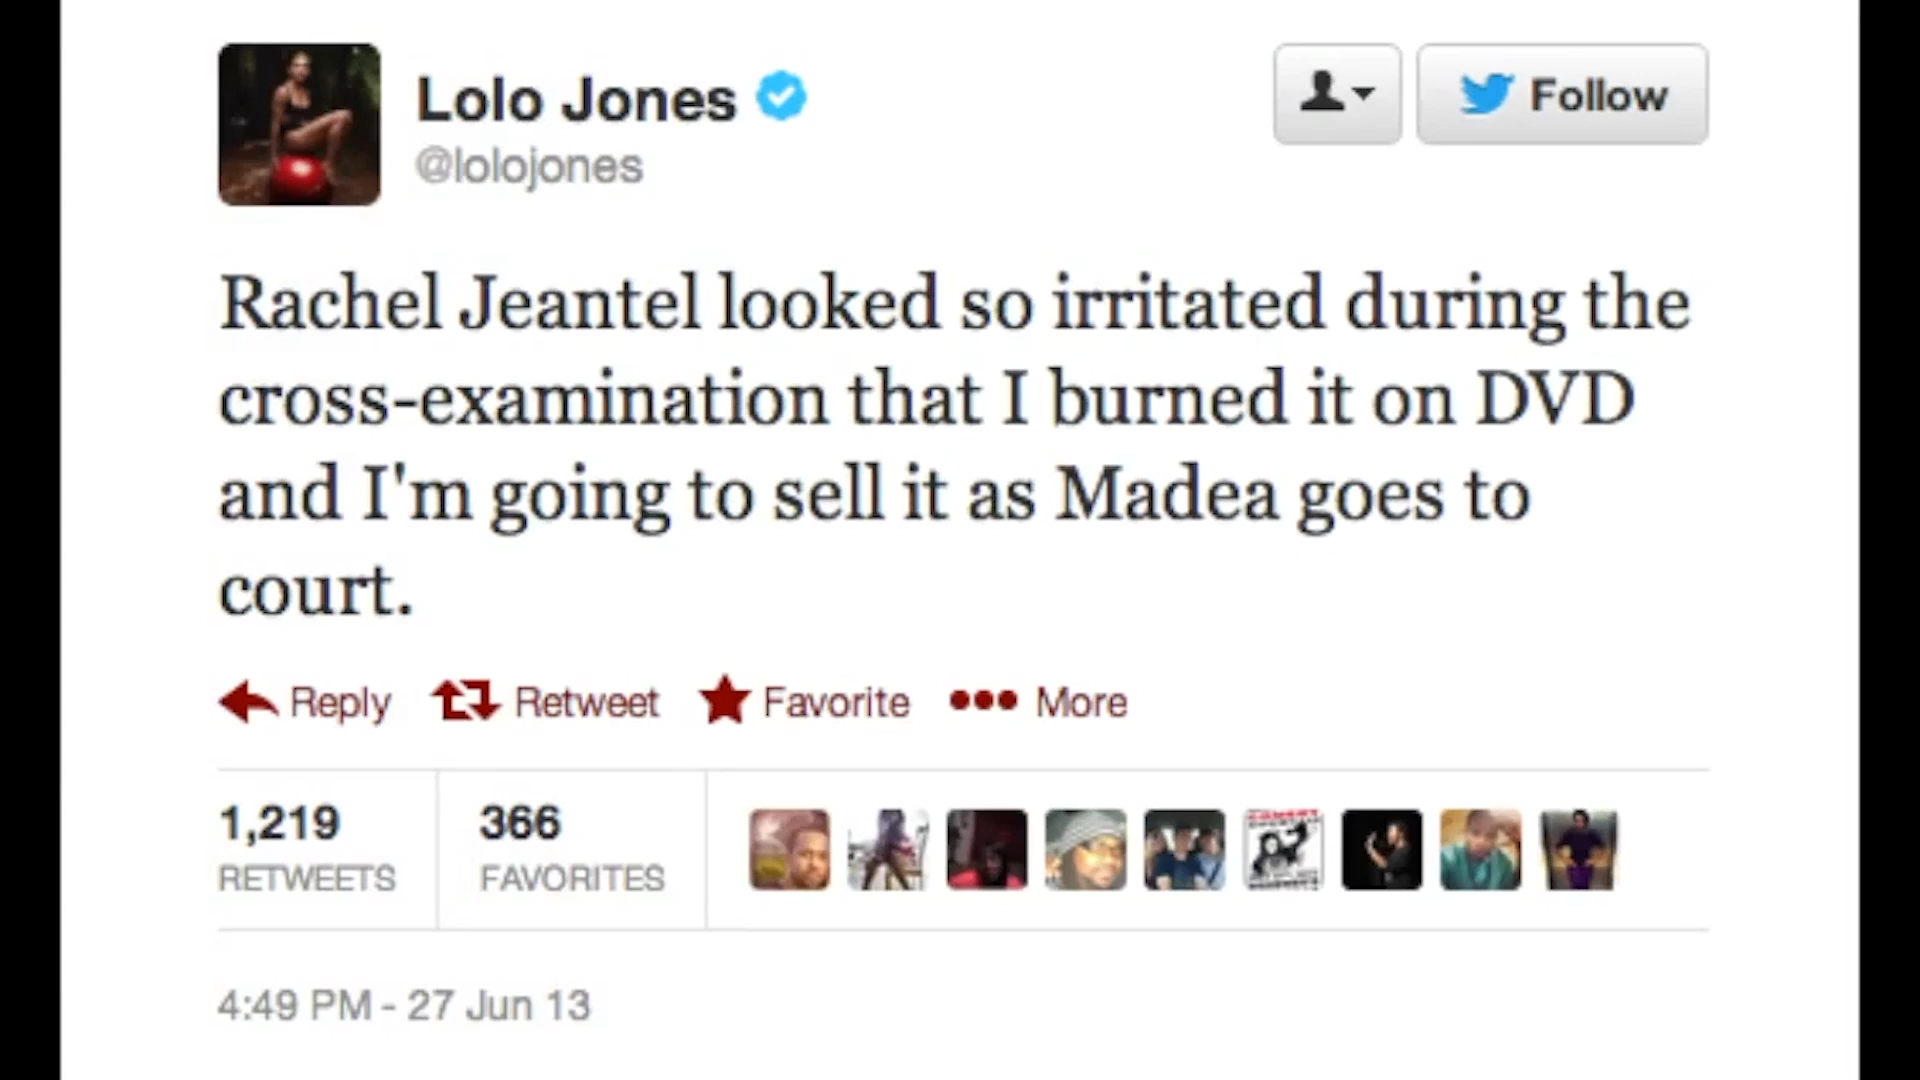 Lolo Jones
Follow
@lolojones
Rachel Jeantel looked so irritated during the
cross-examination that I burned it on DVD
and I'm going to sell it as Madea goes to
court.
Reply Retweet Favorite More
1,219 366
RETWEETS FAVORITES
4:49 PM - 27 Jun 13